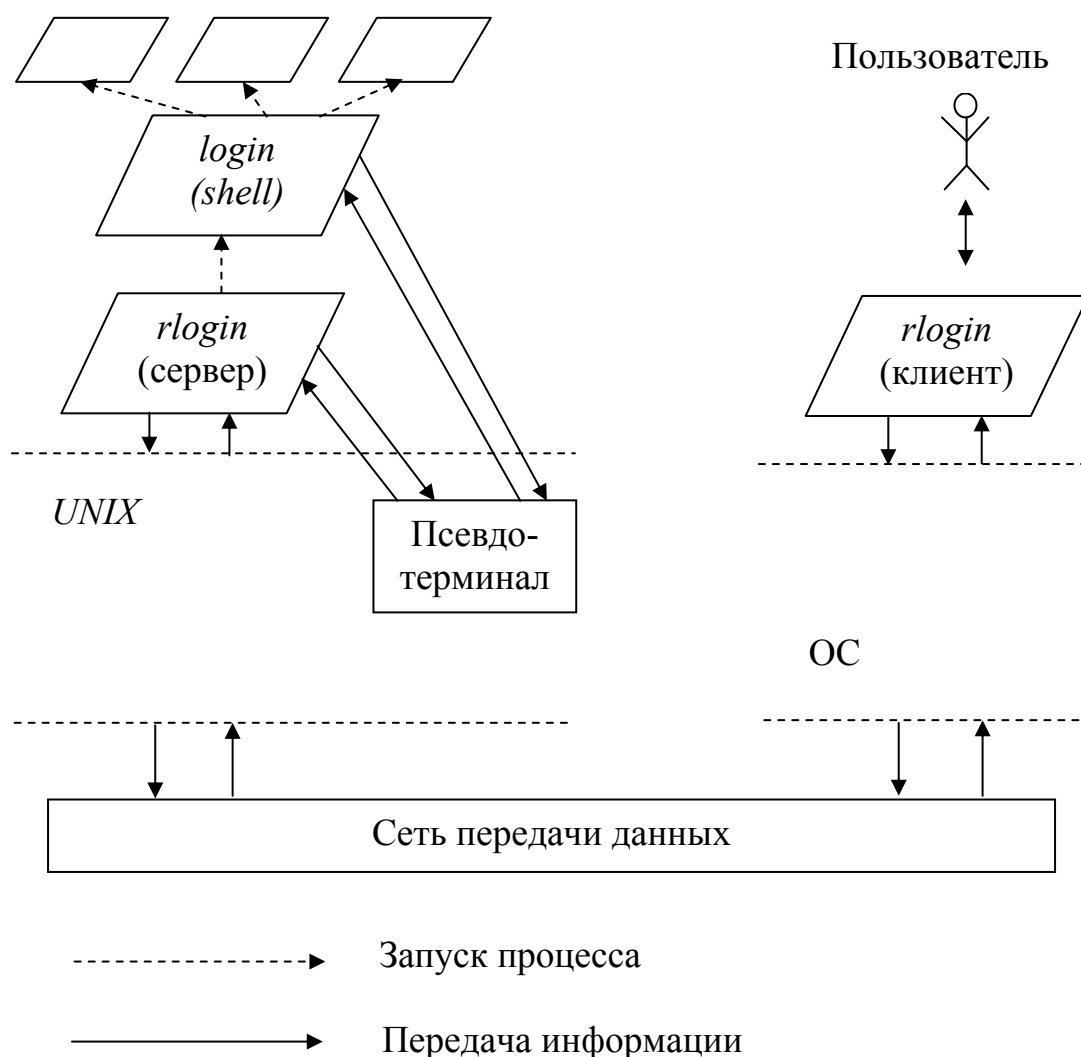 Пользователь
login
(shell)
rlogin
(сервер)
rlogin
(клиент)
UNIX
Псевдо-
терминал
ОС
Сеть передачи данных
Запуск процесса
Передача информации